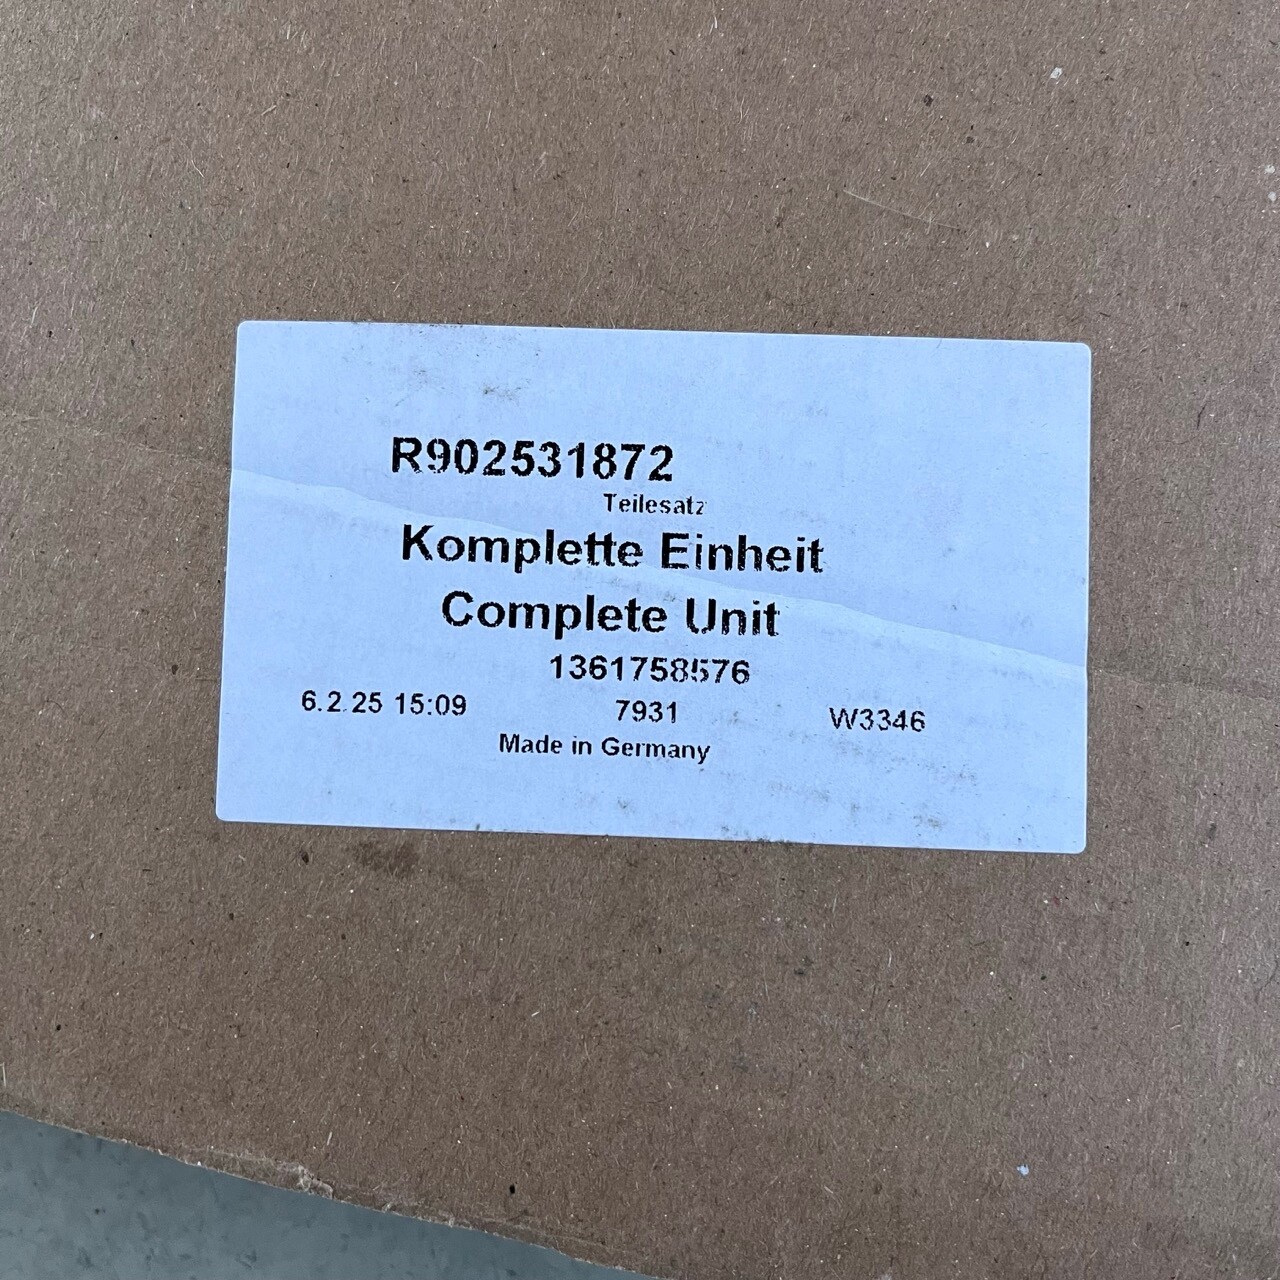 R902531872
Teilesatz
Komplette Einheit
Complete Unit
1361758576
6.2.25 15:09 7931 W3346
Made in Germany